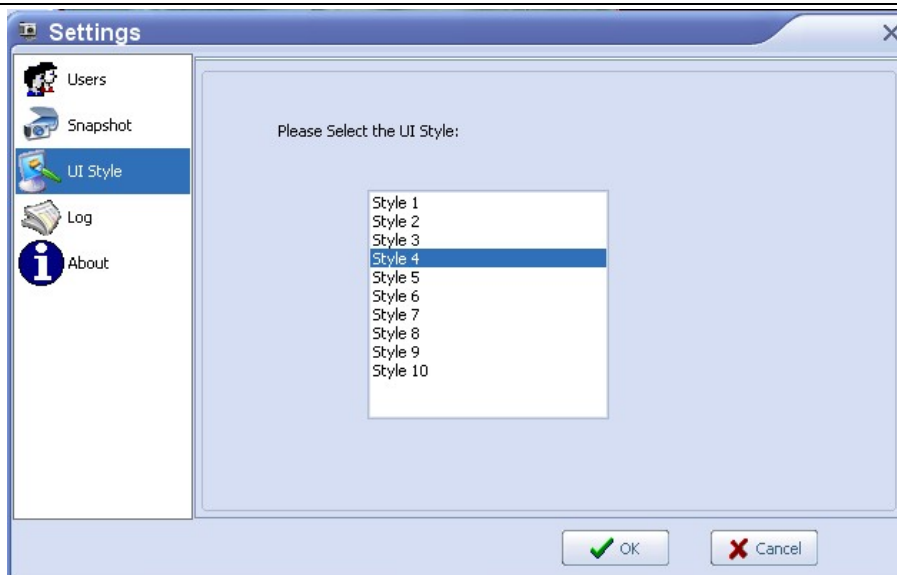 Settings
Users
Snapshot
UI Style
Log
About
Please Select the UI Style:
Style 1
Style 2
Style 3
Style 4
Style 5
Style 6
Style 7
Style 8
Style 9
Style 10
OK
Cancel